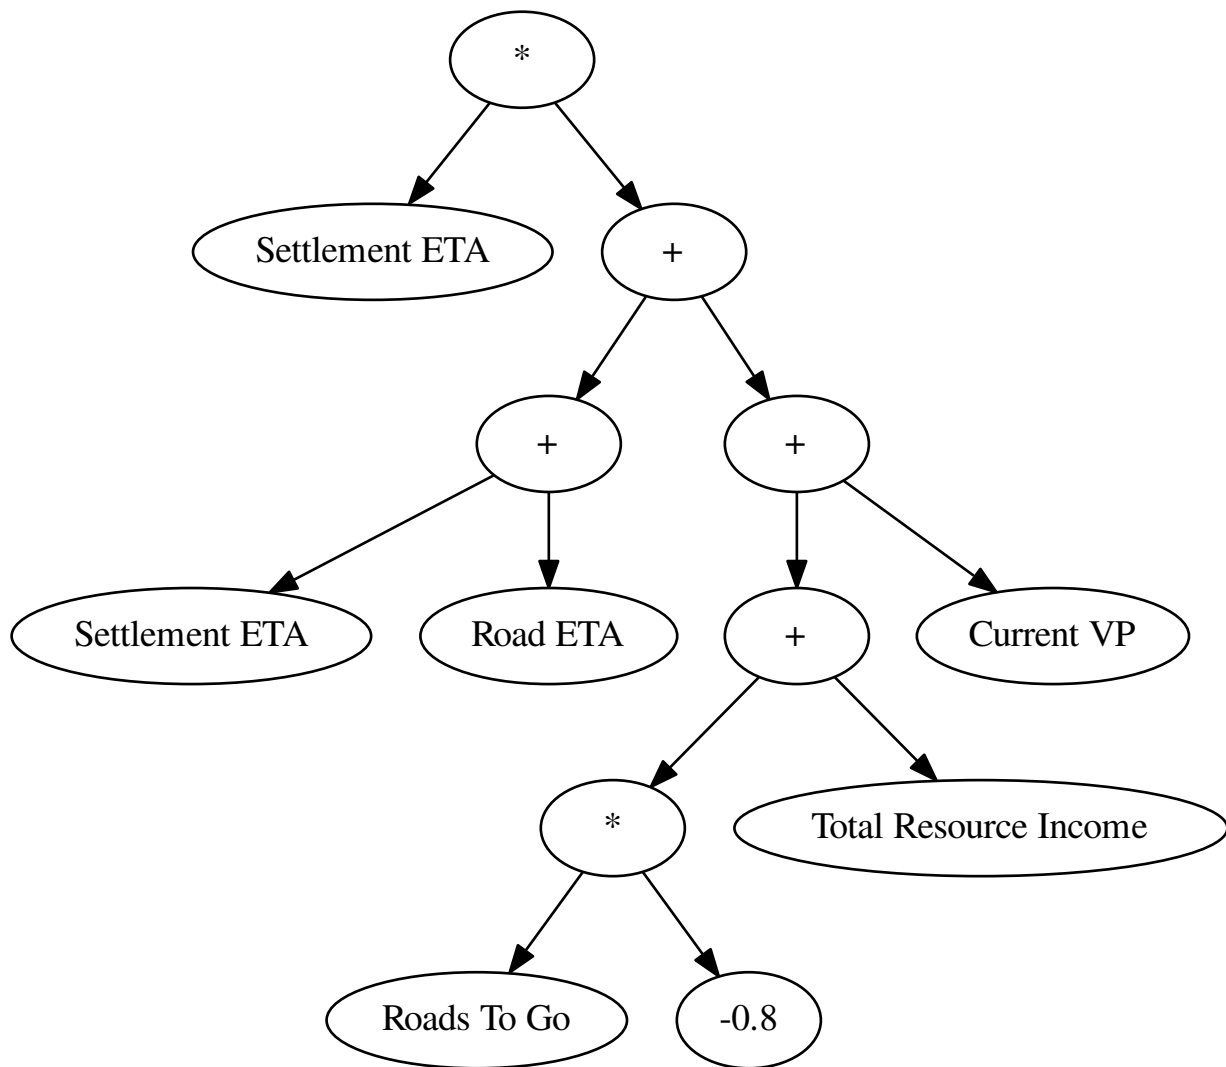 *
Settlement ETA
+
+
+
Settlement ETA
Road ETA
+
Current VP
*
Total Resource Income
Roads To Go
-0.8